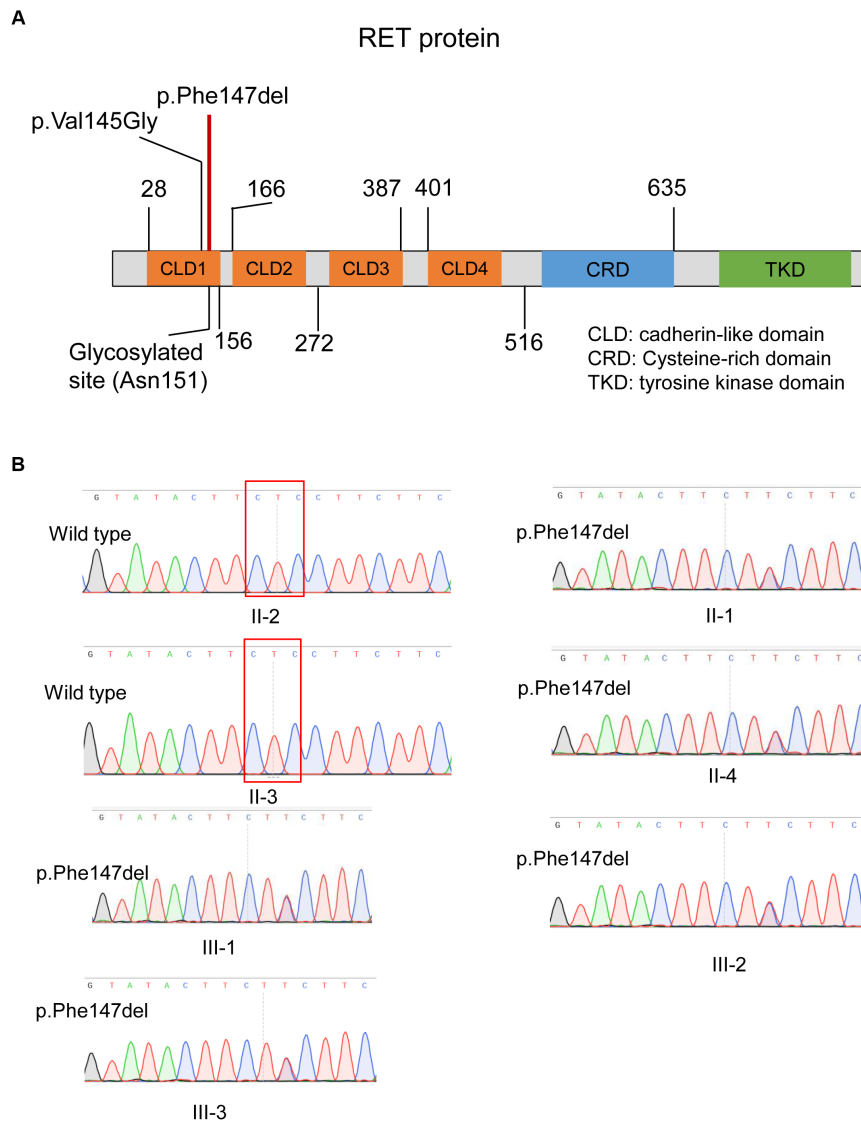 A
RET protein
p.Phe147del
p.Val145Gly
28
166
387
401
635
CLD1
CLD2
CLD3
CLD4
CRD
TKD
Glycosylated
site (Asn151)
156
272
516
CLD: cadherin-like domain
CRD: Cysteine-rich domain
TKD: tyrosine kinase domain
B
G T A T A C T T C T C C T T C T T C
Wild type
II-2
G T A T A C T T C T T C T T C
p.Phe147del
II-1
G T A T A C T T C T C C T T C T T C
Wild type
II-3
G T A T A C T T C T T C T T C
p.Phe147del
II-4
G T A T A C T T C T T C T T C
p.Phe147del
III-1
G T A T A C T T C T T C T T C
p.Phe147del
III-2
G T A T A C T T C T T C T T C
p.Phe147del
III-3